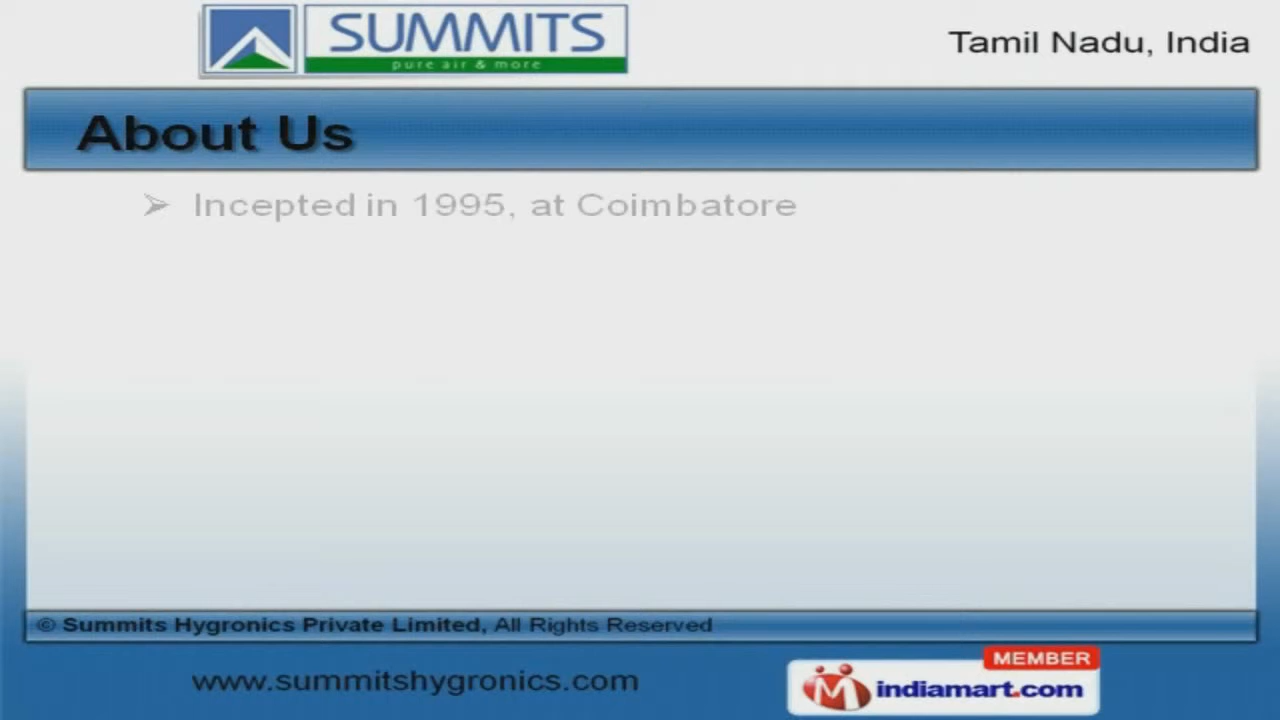 SUMMITS
pure air & more
Tamil Nadu, India
About Us
➢ Incepted in 1995, at Coimbatore
© Summits Hygronics Private Limited, All Rights Reserved
www.summitshygronics.com
MEMBER
indiamart.com